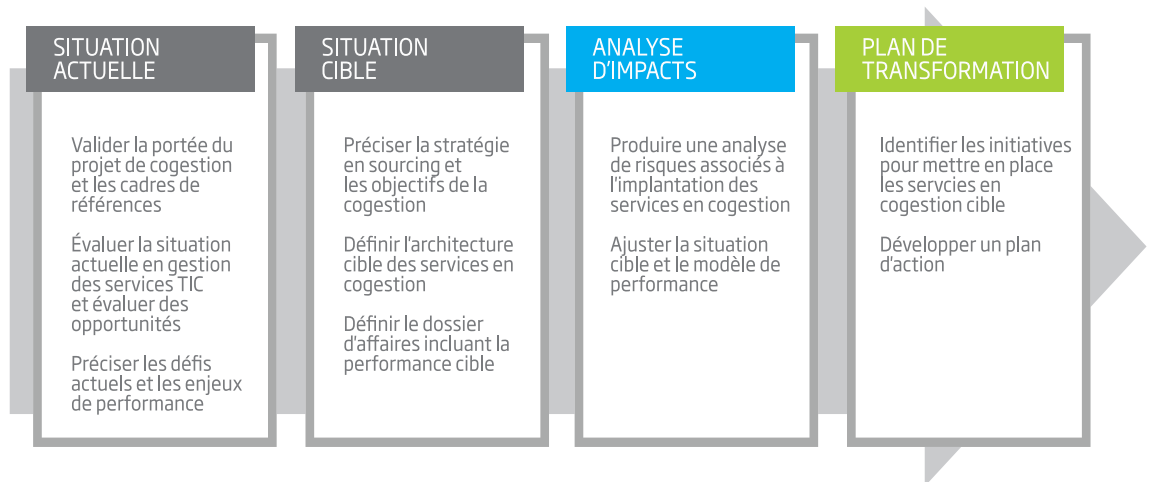 SITUATION
ACTUELLE
Valider la portée du
projet de cogestion
et les cadres de
références
Évaluer la situation
actuelle en gestion
des services TIC
et évaluer des
opportunités
Préciser les défis
actuels et les enjeux
de performance
SITUATION
CIBLE
Préciser la stratégie
en sourcing et
les objectifs de la
cogestion
Définir l'architecture
cible des services en
cogestion
Définir le dossier
d'affaires incluant la
performance cible
ANALYSE
D'IMPACTS
Produire une analyse
de risques associés à
l'implantation des
services en cogestion
Ajuster la situation
cible et le modèle de
performance
PLAN DE
TRANSFORMATION
Identifier les initiatives
pour mettre en place
les servcies en
cogestion cible
Développer un plan
d'action